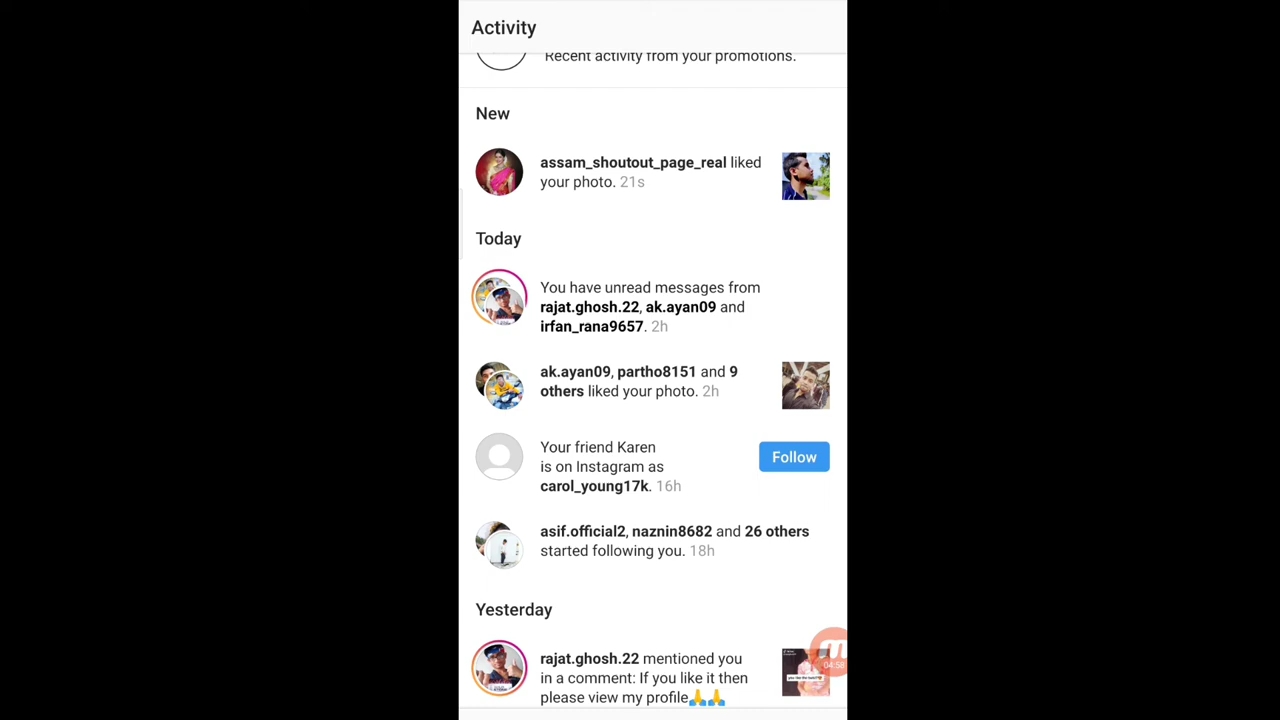 Activity
Recent activity from your promotions.
New
assam_shoutout_page_real liked
your photo. 21s
Today
You have unread messages from
rajat.ghosh.22, ak.ayan09 and
irfan_rana9657. 2h
ak.ayan09, partho8151 and 9
others liked your photo. 2h
Your friend Karen
is on Instagram as
carol_young17k. 16h
Follow
asif.official2, naznin8682 and 26 others
started following you. 18h
Yesterday
rajat.ghosh.22 mentioned you
in a comment: If you like it then
please view my profile🙏🙏
04:58